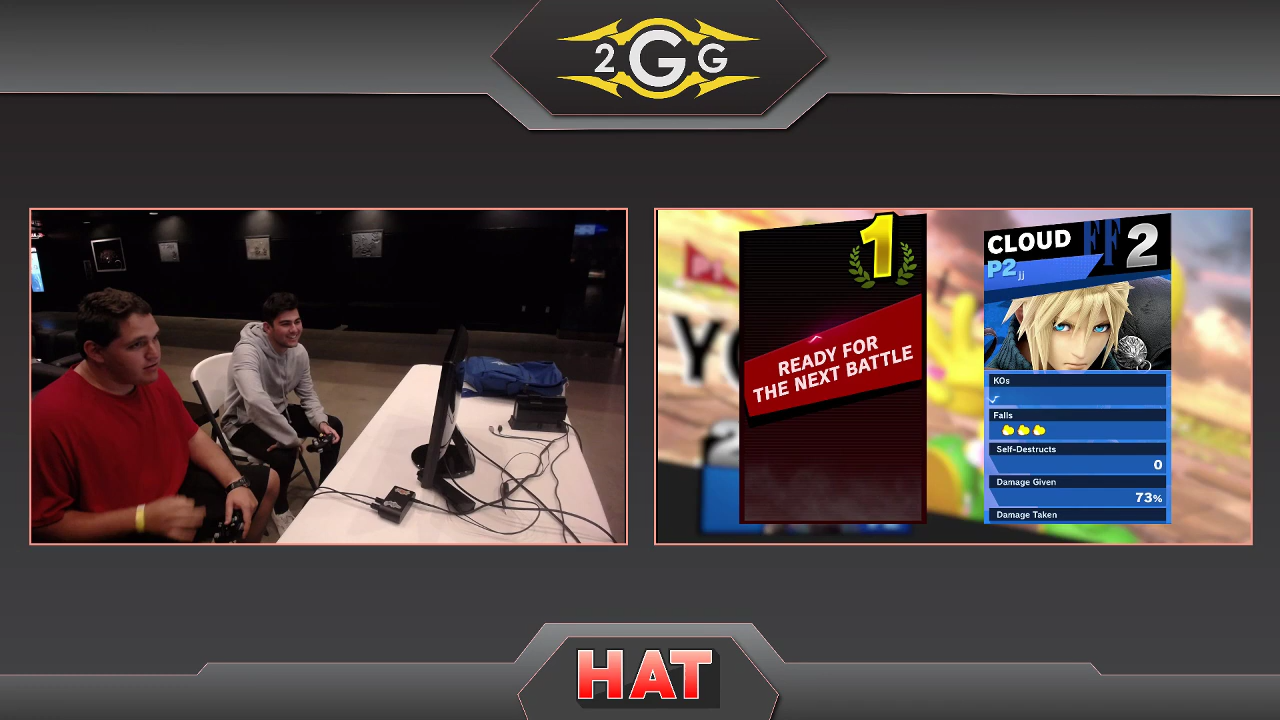 2GG
1
READY FOR
THE NEXT BATTLE
CLOUD
2
P2 jj
KOs
Falls
Self-Destructs
0
Damage Given
73%
Damage Taken
HAT